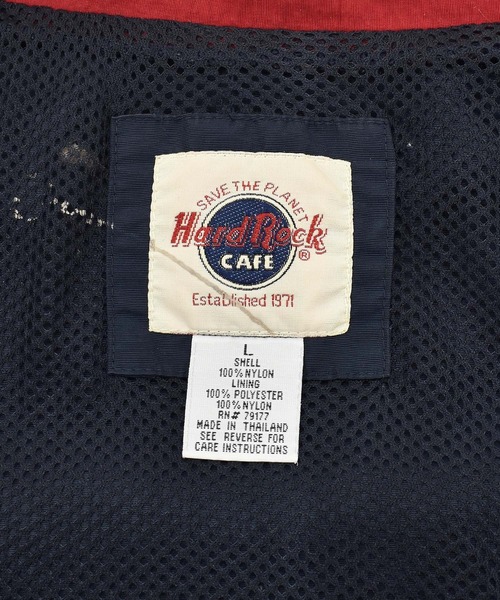 SAVE THE PLANET
Hard Rock
CAFE
®
Established 1971
L
SHELL
100% NYLON
LINING
100% POLYESTER
100% NYLON
RN# 79177
MADE IN THAILAND
SEE REVERSE FOR
CARE INSTRUCTIONS